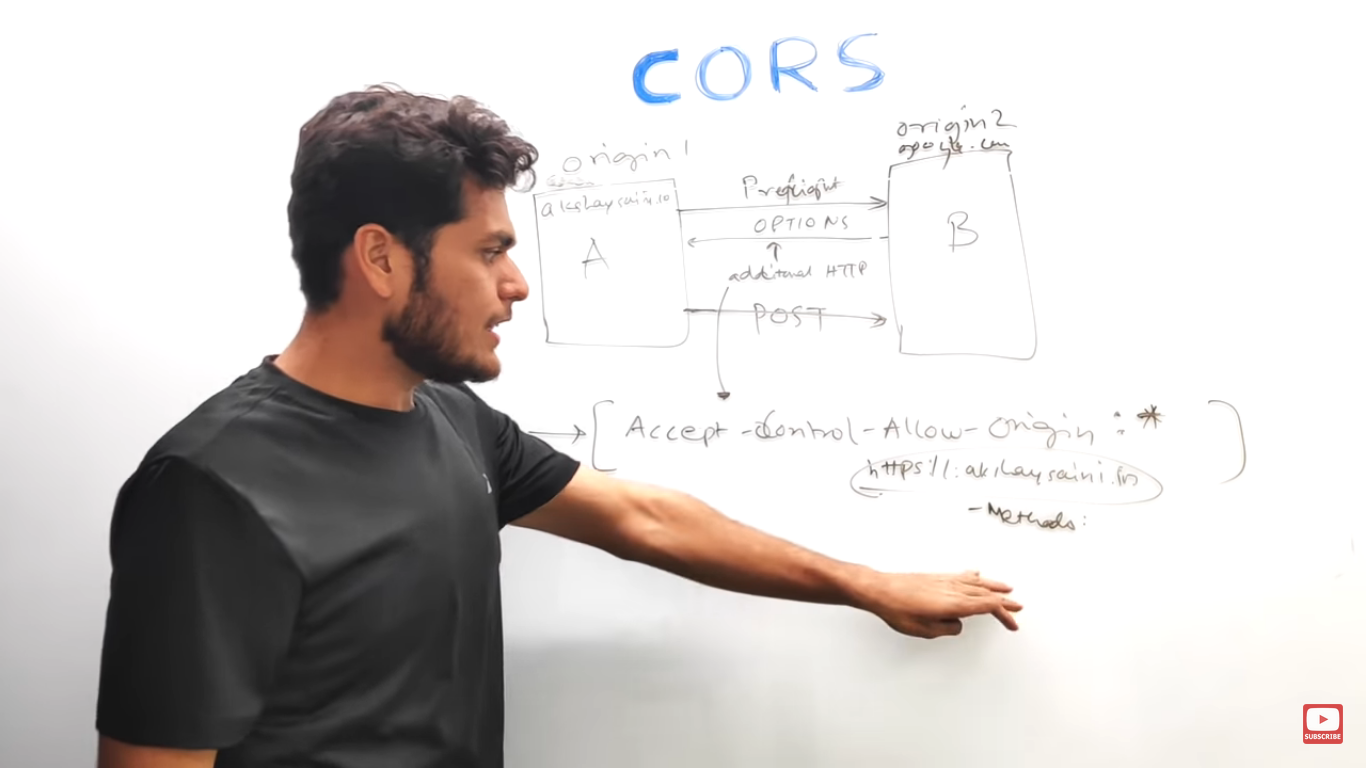 CORS
origin 1
akshaysaini.in
A
Preflight
OPTIONS
additional HTTP
POST
origin 2
google.com
B
Accept-Control-Allow-Origin : *
https://.akshaysaini.in
- Methods:
SUBSCRIBE